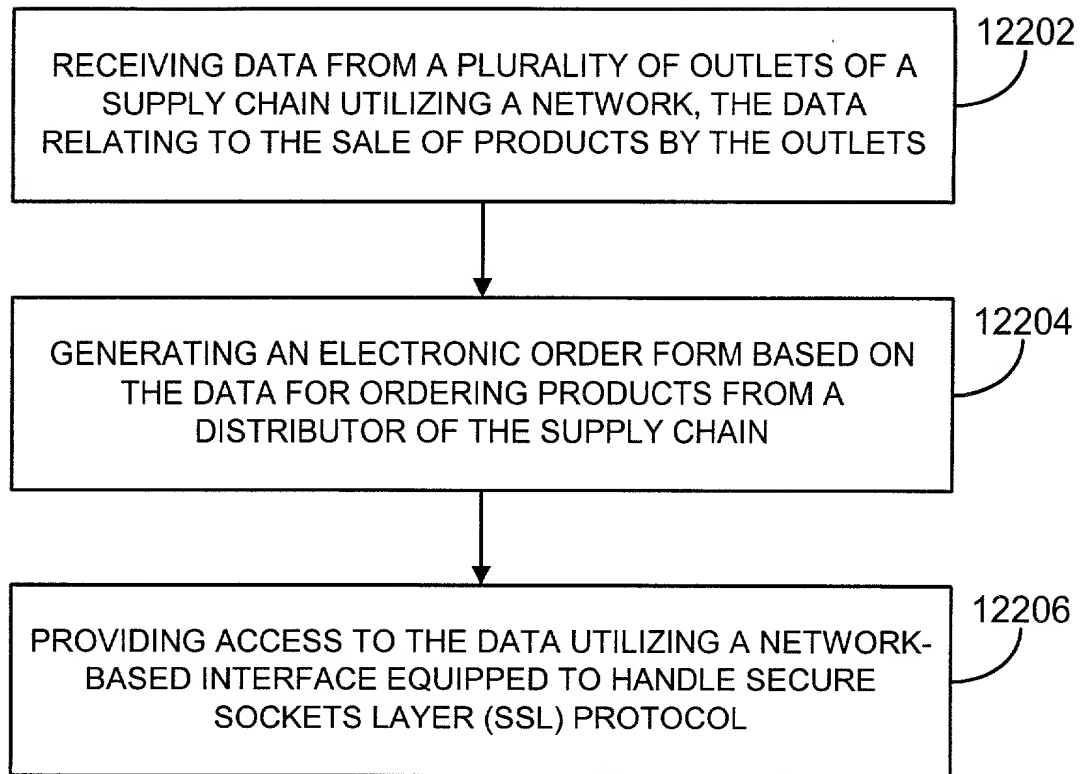 12202
RECEIVING DATA FROM A PLURALITY OF OUTLETS OF A
SUPPLY CHAIN UTILIZING A NETWORK, THE DATA
RELATING TO THE SALE OF PRODUCTS BY THE OUTLETS
12204
GENERATING AN ELECTRONIC ORDER FORM BASED ON
THE DATA FOR ORDERING PRODUCTS FROM A
DISTRIBUTOR OF THE SUPPLY CHAIN
12206
PROVIDING ACCESS TO THE DATA UTILIZING A NETWORK-
BASED INTERFACE EQUIPPED TO HANDLE SECURE
SOCKETS LAYER (SSL) PROTOCOL